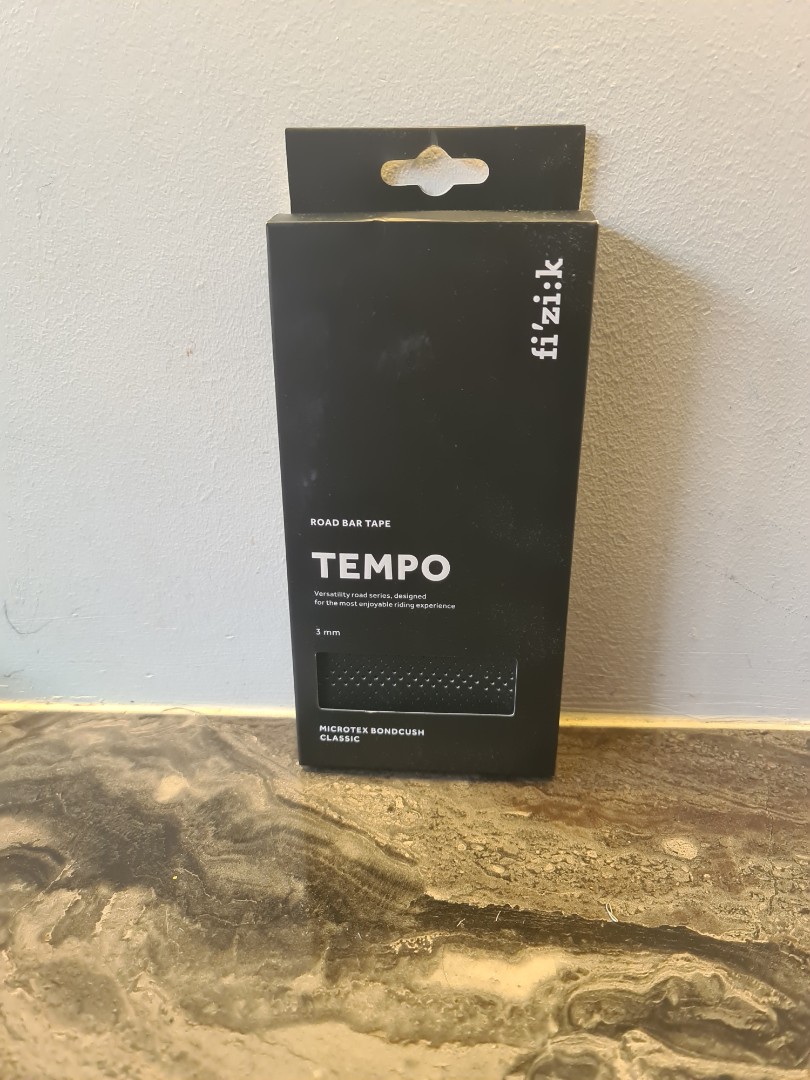 fi'zi:k
ROAD BAR TAPE
TEMPO
Versatility road series, designed
for the most enjoyable riding experience
3 mm
MICROTEX BONDCUSH
CLASSIC